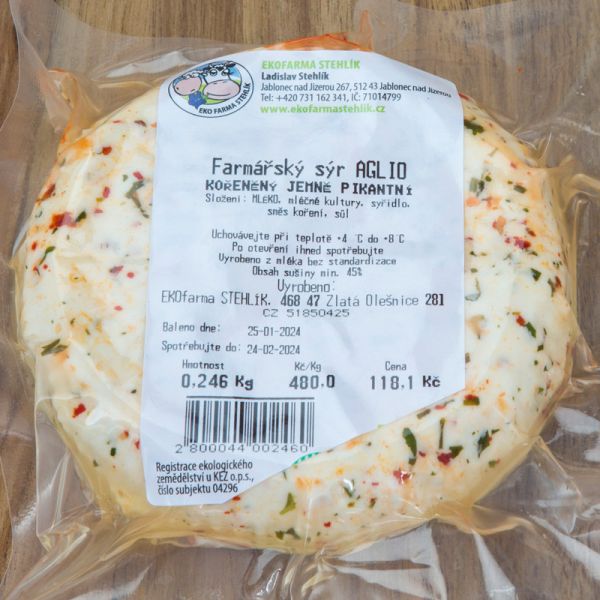 EKO FARMA STEHLÍK
EKOFARMA STEHLÍK
Ladislav Stehlík
Jablonec nad Jizerou 267, 512 43 Jablonec nad Jizerou
Tel: +420 731 162 341, IČ: 71014799
www.ekofarmastehlik.cz
Farmářský sýr AGLIO
KOŘENĚNÝ JEMNĚ PIKANTNÍ
Složení: MLÉKO, mléčné kultury, syřidlo,
směs koření, sůl
Uchovávejte při teplotě +4 °C do +8°C
Po otevření ihned spotřebujte
Vyrobeno z mléka bez standardizace
Obsah sušiny min. 45%
Vyrobeno:
EKOfarma STEHLÍK, 468 47 Zlatá Olešnice 281
CZ 51850425
Baleno dne: 25-01-2024
Spotřebujte do: 24-02-2024
Hmotnost Kč/Kg Cena
0,246 Kg 480,0 118,1 Kč
2 800044 002460
Registrace ekologického
zemědělství u KEZ o.p.s.,
číslo subjektu 04296